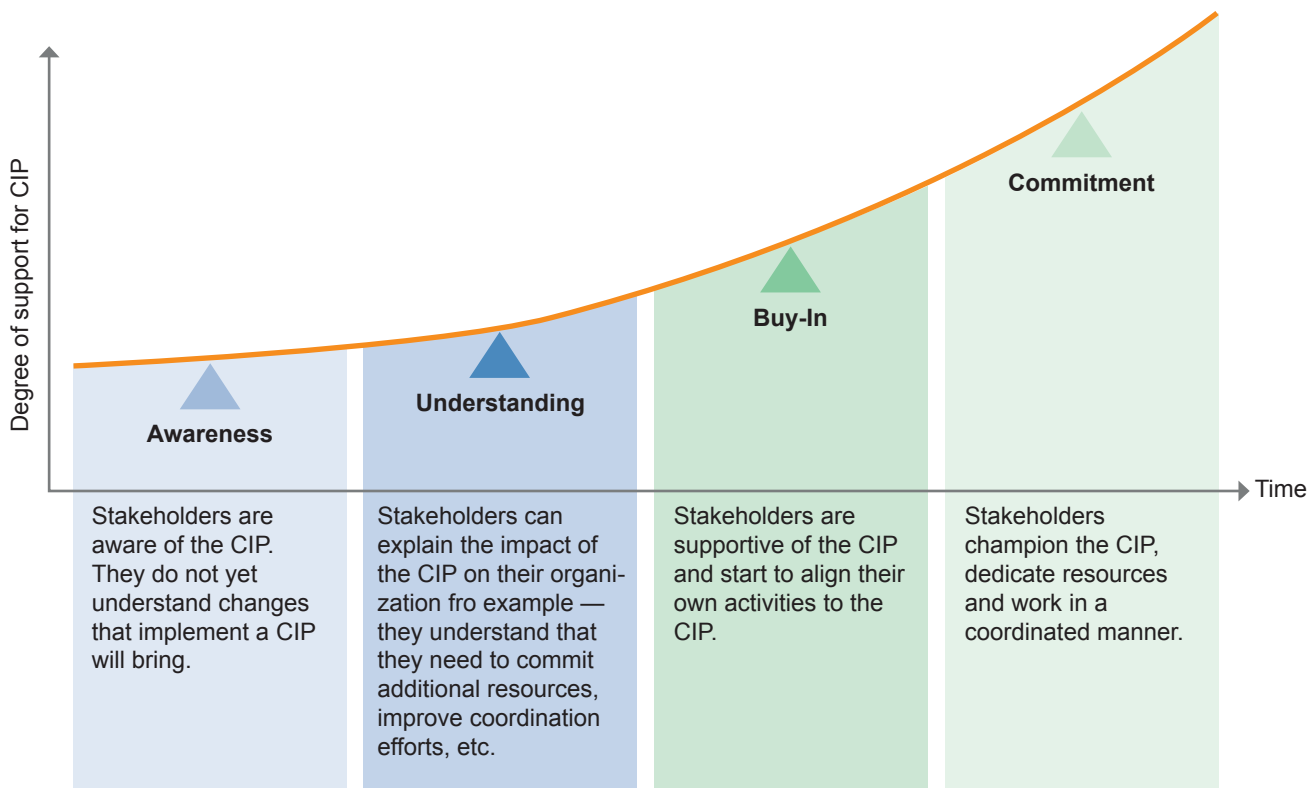 Degree of support for CIP
Awareness
Understanding
Buy-In
Commitment
Time
Stakeholders are
aware of the CIP.
They do not yet
understand changes
that implement a CIP
will bring.
Stakeholders can
explain the impact of
the CIP on their organi-
zation fro example —
they understand that
they need to commit
additional resources,
improve coordination
efforts, etc.
Stakeholders are
supportive of the CIP
and start to align their
own activities to the
CIP.
Stakeholders
champion the CIP,
dedicate resources
and work in a
coordinated manner.